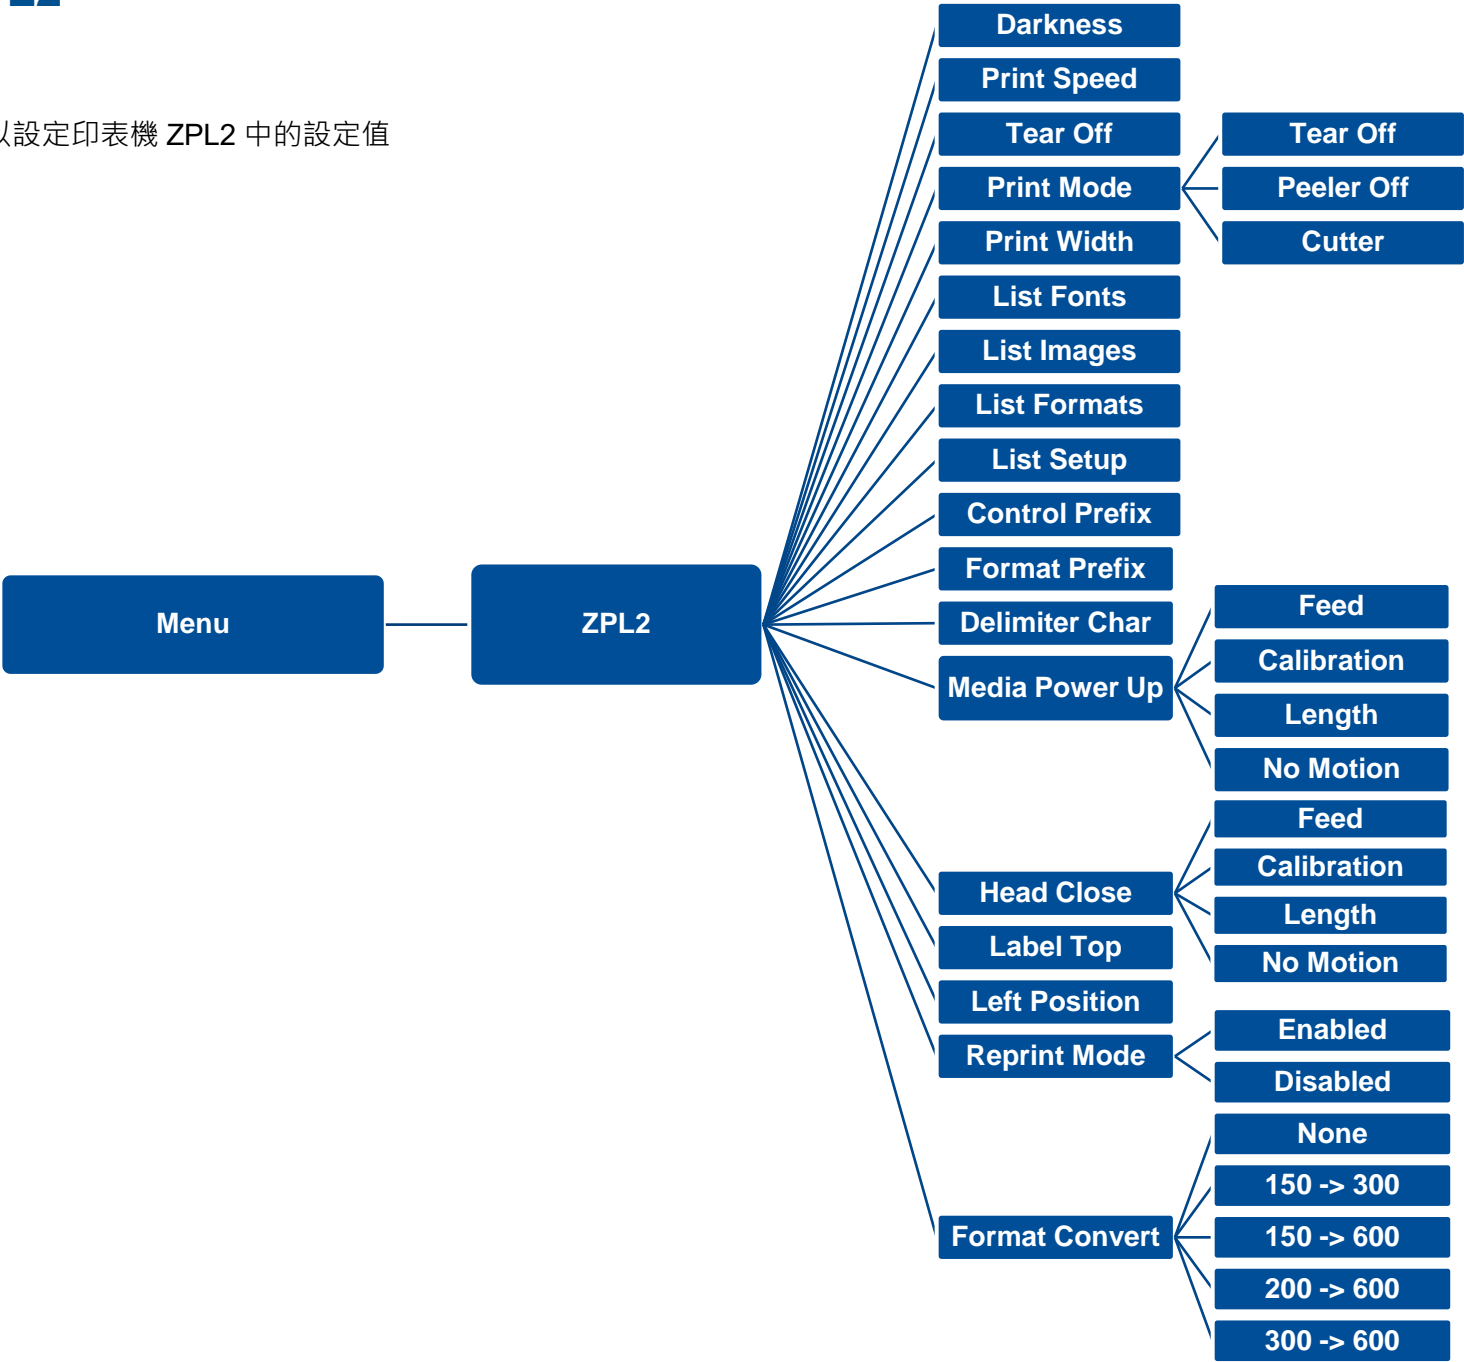 以設定印表機 ZPL2 中的設定值
Menu
ZPL2
Darkness
Print Speed
Tear Off
Print Mode
Tear Off
Peeler Off
Cutter
Print Width
List Fonts
List Images
List Formats
List Setup
Control Prefix
Format Prefix
Delimiter Char
Media Power Up
Feed
Calibration
Length
No Motion
Head Close
Feed
Calibration
Length
No Motion
Label Top
Left Position
Reprint Mode
Enabled
Disabled
Format Convert
None
150 -> 300
150 -> 600
200 -> 600
300 -> 600